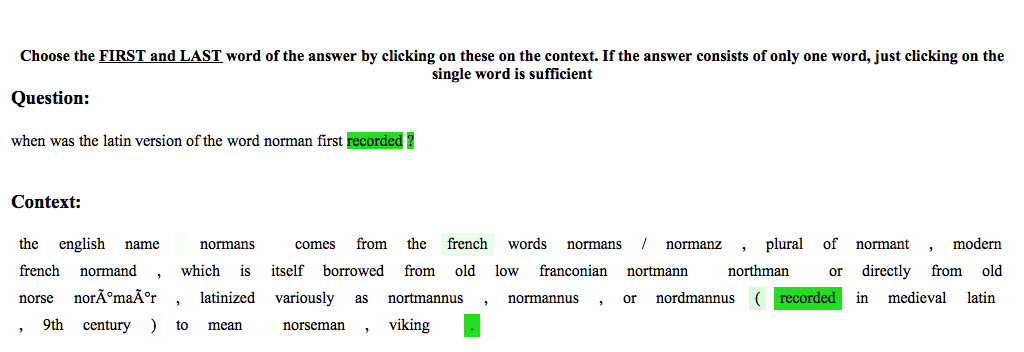 Choose the FIRST and LAST word of the answer by clicking on these on the context. If the answer consists of only one word, just clicking on the
single word is sufficient
Question:
when was the latin version of the word norman first recorded ?
Context:
the english name normans comes from the french words normans / normanz , plural of normant , modern
french normand , which is itself borrowed from old low franconian nortmann northman or directly from old
norse norÃºmaÃºr , latinized variously as nortmannus , normannus , or nordmannus ( recorded in medieval latin
, 9th century ) to mean norseman , viking .